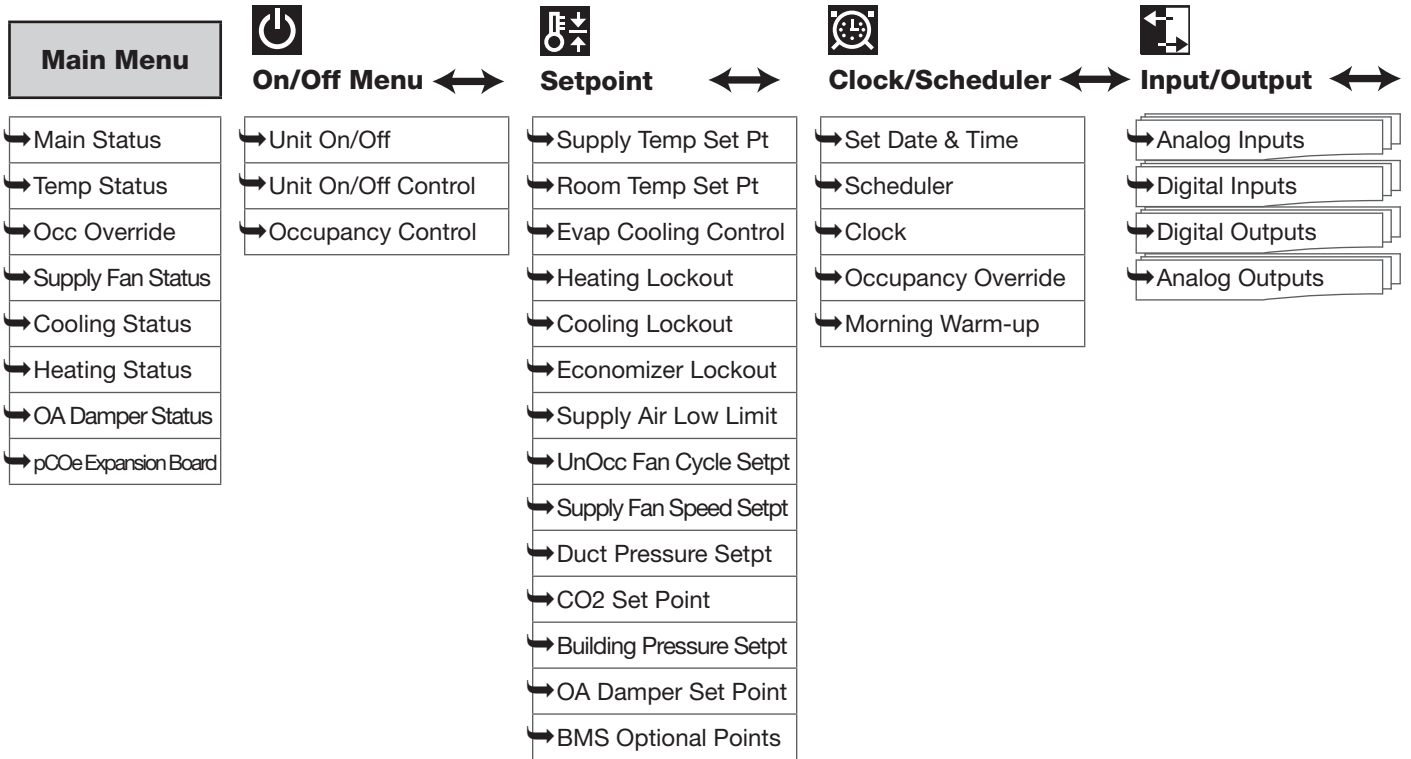 Main Menu
Main Status
Temp Status
Occ Override
Supply Fan Status
Cooling Status
Heating Status
OA Damper Status
pCOe Expansion Board
On/Off Menu
Unit On/Off
Unit On/Off Control
Occupancy Control
Setpoint
Supply Temp Set Pt
Room Temp Set Pt
Evap Cooling Control
Heating Lockout
Cooling Lockout
Economizer Lockout
Supply Air Low Limit
UnOcc Fan Cycle Setpt
Supply Fan Speed Setpt
Duct Pressure Setpt
CO2 Set Point
Building Pressure Setpt
OA Damper Set Point
BMS Optional Points
Clock/Scheduler
Set Date & Time
Scheduler
Clock
Occupancy Override
Morning Warm-up
Input/Output
Analog Inputs
Digital Inputs
Digital Outputs
Analog Outputs